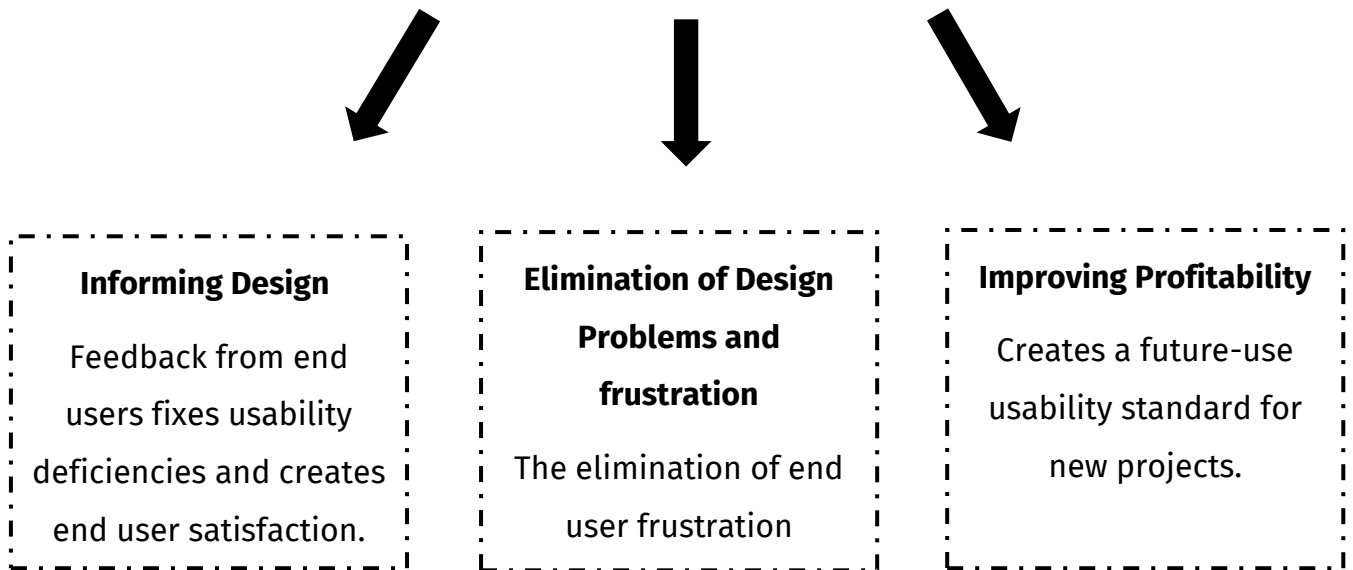 Informing Design
Feedback from end
users fixes usability
deficiencies and creates
end user satisfaction.
Elimination of Design
Problems and
frustration
The elimination of end
user frustration
Improving Profitability
Creates a future-use
usability standard for
new projects.